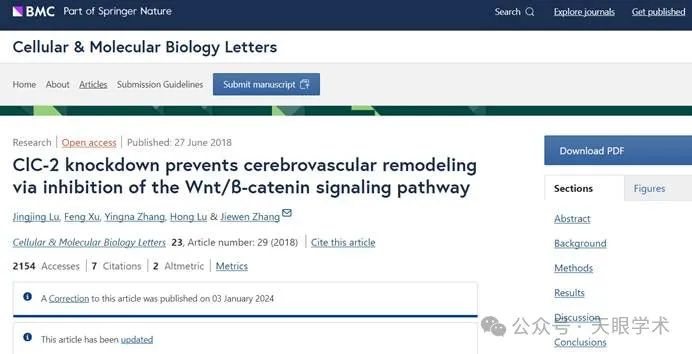 BMC Part of Springer Nature
Search Explore journals Get published
Cellular & Molecular Biology Letters
Home About Articles Submission Guidelines Submit manuscript
Research Open access Published: 27 June 2018
ClC-2 knockdown prevents cerebrovascular remodeling
via inhibition of the Wnt/ß-catenin signaling pathway
Jingjing Lu, Feng Xu, Yingna Zhang, Hong Lu & Jiewen Zhang
Cellular & Molecular Biology Letters 23, Article number: 29 (2018) Cite this article
2154 Accesses 7 Citations 2 Altmetric Metrics
A Correction to this article was published on 03 January 2024
This article has been updated
Download PDF
Sections Figures
Abstract
Background
Methods
Results
Discussion
Conclusions
公众号 · 天眼学术